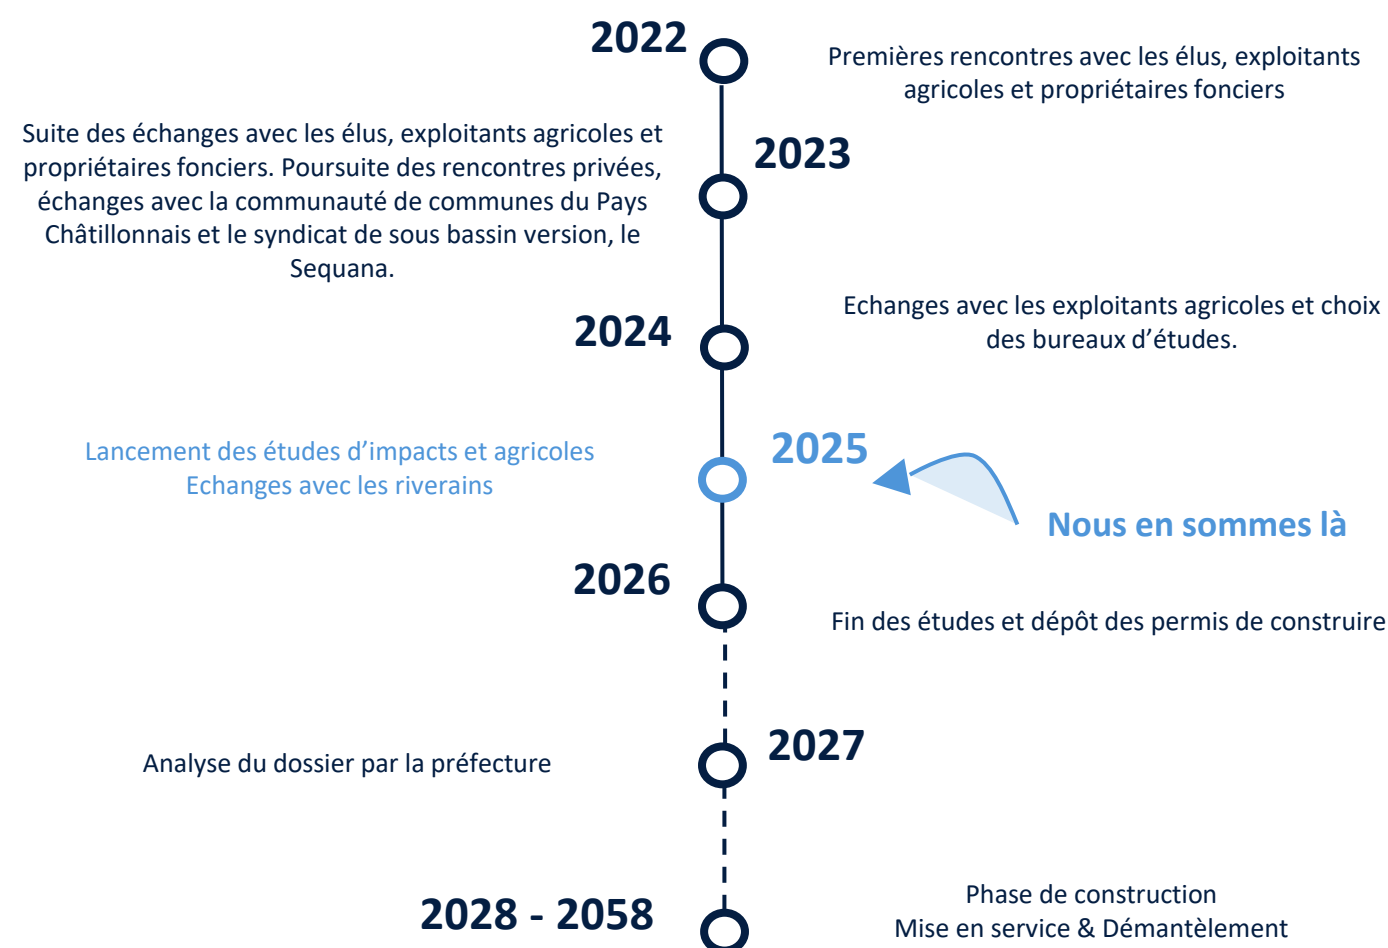 2022
Premières rencontres avec les élus, exploitants
agricoles et propriétaires fonciers
2023
Suite des échanges avec les élus, exploitants agricoles et
propriétaires fonciers. Poursuite des rencontres privées,
échanges avec la communauté de communes du Pays
Châtillonnais et le syndicat de sous bassin version, le
Sequana.
2024
Echanges avec les exploitants agricoles et choix
des bureaux d’études.
2025
Lancement des études d’impacts et agricoles
Echanges avec les riverains
Nous en sommes là
2026
Fin des études et dépôt des permis de construire
2027
Analyse du dossier par la préfecture
2028 - 2058
Phase de construction
Mise en service & Démantèlement